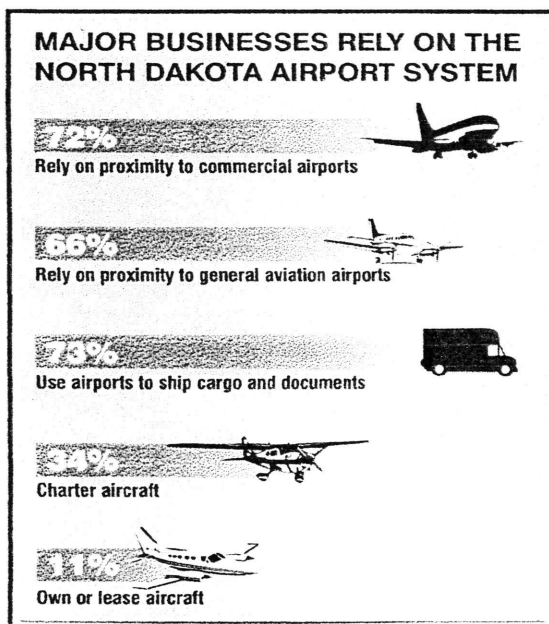 MAJOR BUSINESSES RELY ON THE
NORTH DAKOTA AIRPORT SYSTEM
72%
Rely on proximity to commercial airports
66%
Rely on proximity to general aviation airports
73%
Use airports to ship cargo and documents
34%
Charter aircraft
11%
Own or lease aircraft